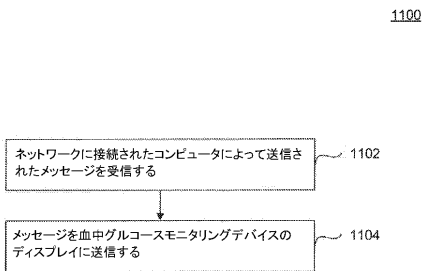 1100
ネットワークに接続されたコンピュータによって送信さ
れたメッセージを受信する
1102
メッセージを血中グルコースモニタリングデバイスの
ディスプレイに送信する
1104